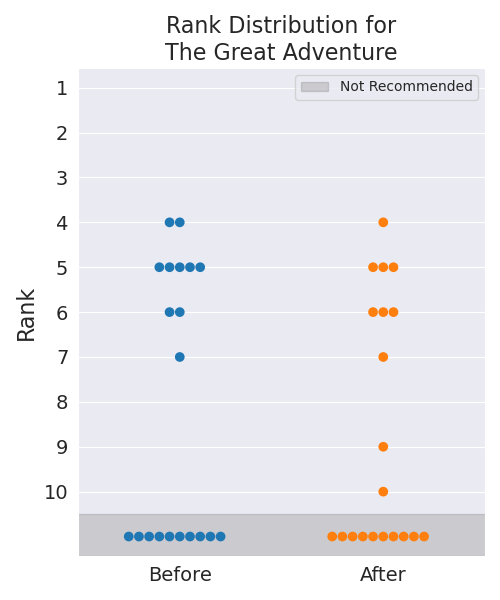 Rank Distribution for
The Great Adventure
Not Recommended
1
2
3
4
5
6
7
8
9
10
Rank
Before After